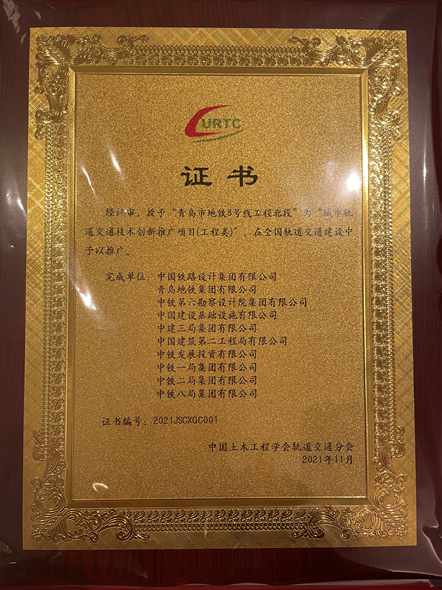 CURTC
证书
经评审，授予“青岛市地铁8号线工程北段”为“城市轨
道交通技术创新推广项目(工程类)”，在全国轨道交通建设中
予以推广。
完成单位：中国铁路设计集团有限公司
青岛地铁集团有限公司
中铁第六勘察设计院集团有限公司
中国建设基础设施有限公司
中建三局集团有限公司
中国建筑第二工程局有限公司
中铁发展投资有限公司
中铁一局集团有限公司
中铁二局集团有限公司
中铁八局集团有限公司
证书编号：2021JSCXGC001
中国土木工程学会轨道交通分会
2021年11月